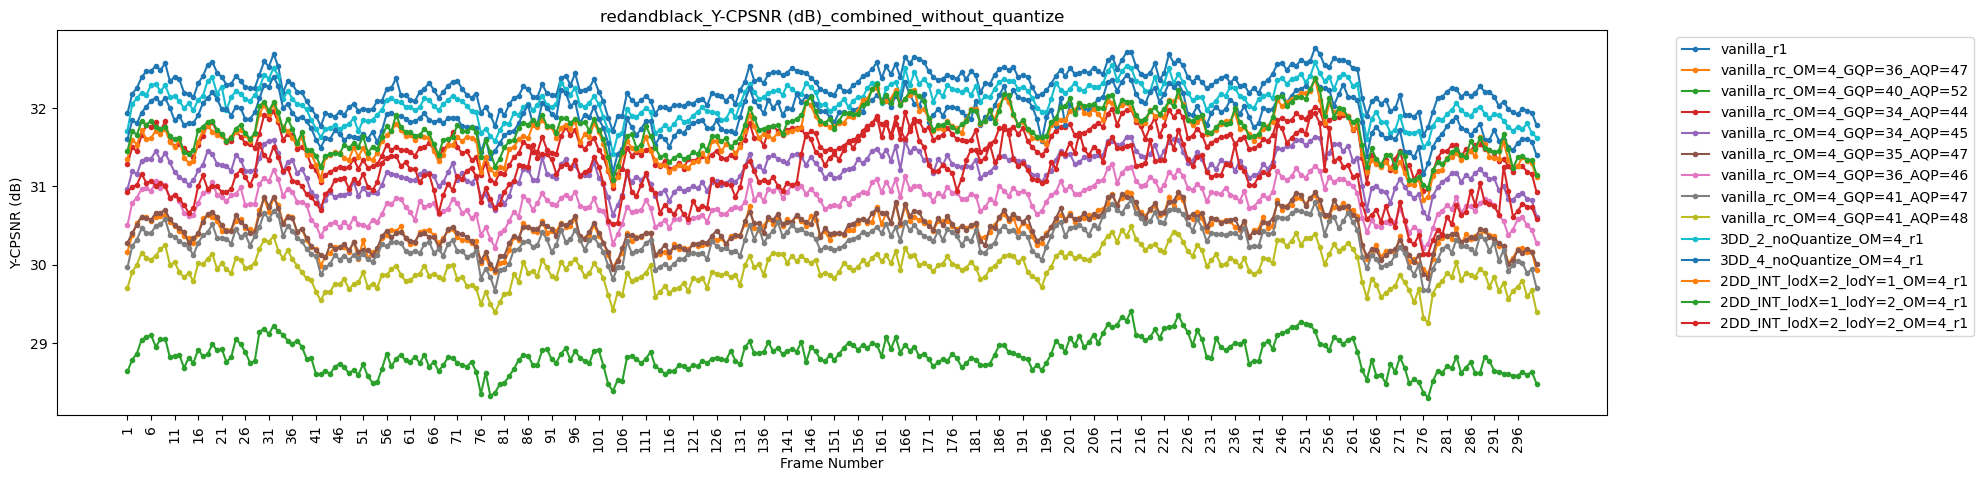 redandblack_Y-CPSNR (dB)_combined_without_quantize
Y-CPSNR (dB)
32
31
30
29
1 6 11 16 21 26 31 36 41 46 51 56 61 66 71 76 81 86 91 96 101 106 111 116 121 126 131 136 141 146 151 156 161 166 171 176 181 186 191 196 201 206 211 216 221 226 231 236 241 246 251 256 261 266 271 276 281 286 291 296
Frame Number
vanilla_r1
vanilla_rc_OM=4_GQP=36_AQP=47
vanilla_rc_OM=4_GQP=40_AQP=52
vanilla_rc_OM=4_GQP=34_AQP=44
vanilla_rc_OM=4_GQP=34_AQP=45
vanilla_rc_OM=4_GQP=35_AQP=47
vanilla_rc_OM=4_GQP=36_AQP=46
vanilla_rc_OM=4_GQP=41_AQP=47
vanilla_rc_OM=4_GQP=41_AQP=48
3DD_2_noQuantize_OM=4_r1
3DD_4_noQuantize_OM=4_r1
2DD_INT_lodX=2_lodY=1_OM=4_r1
2DD_INT_lodX=1_lodY=2_OM=4_r1
2DD_INT_lodX=2_lodY=2_OM=4_r1